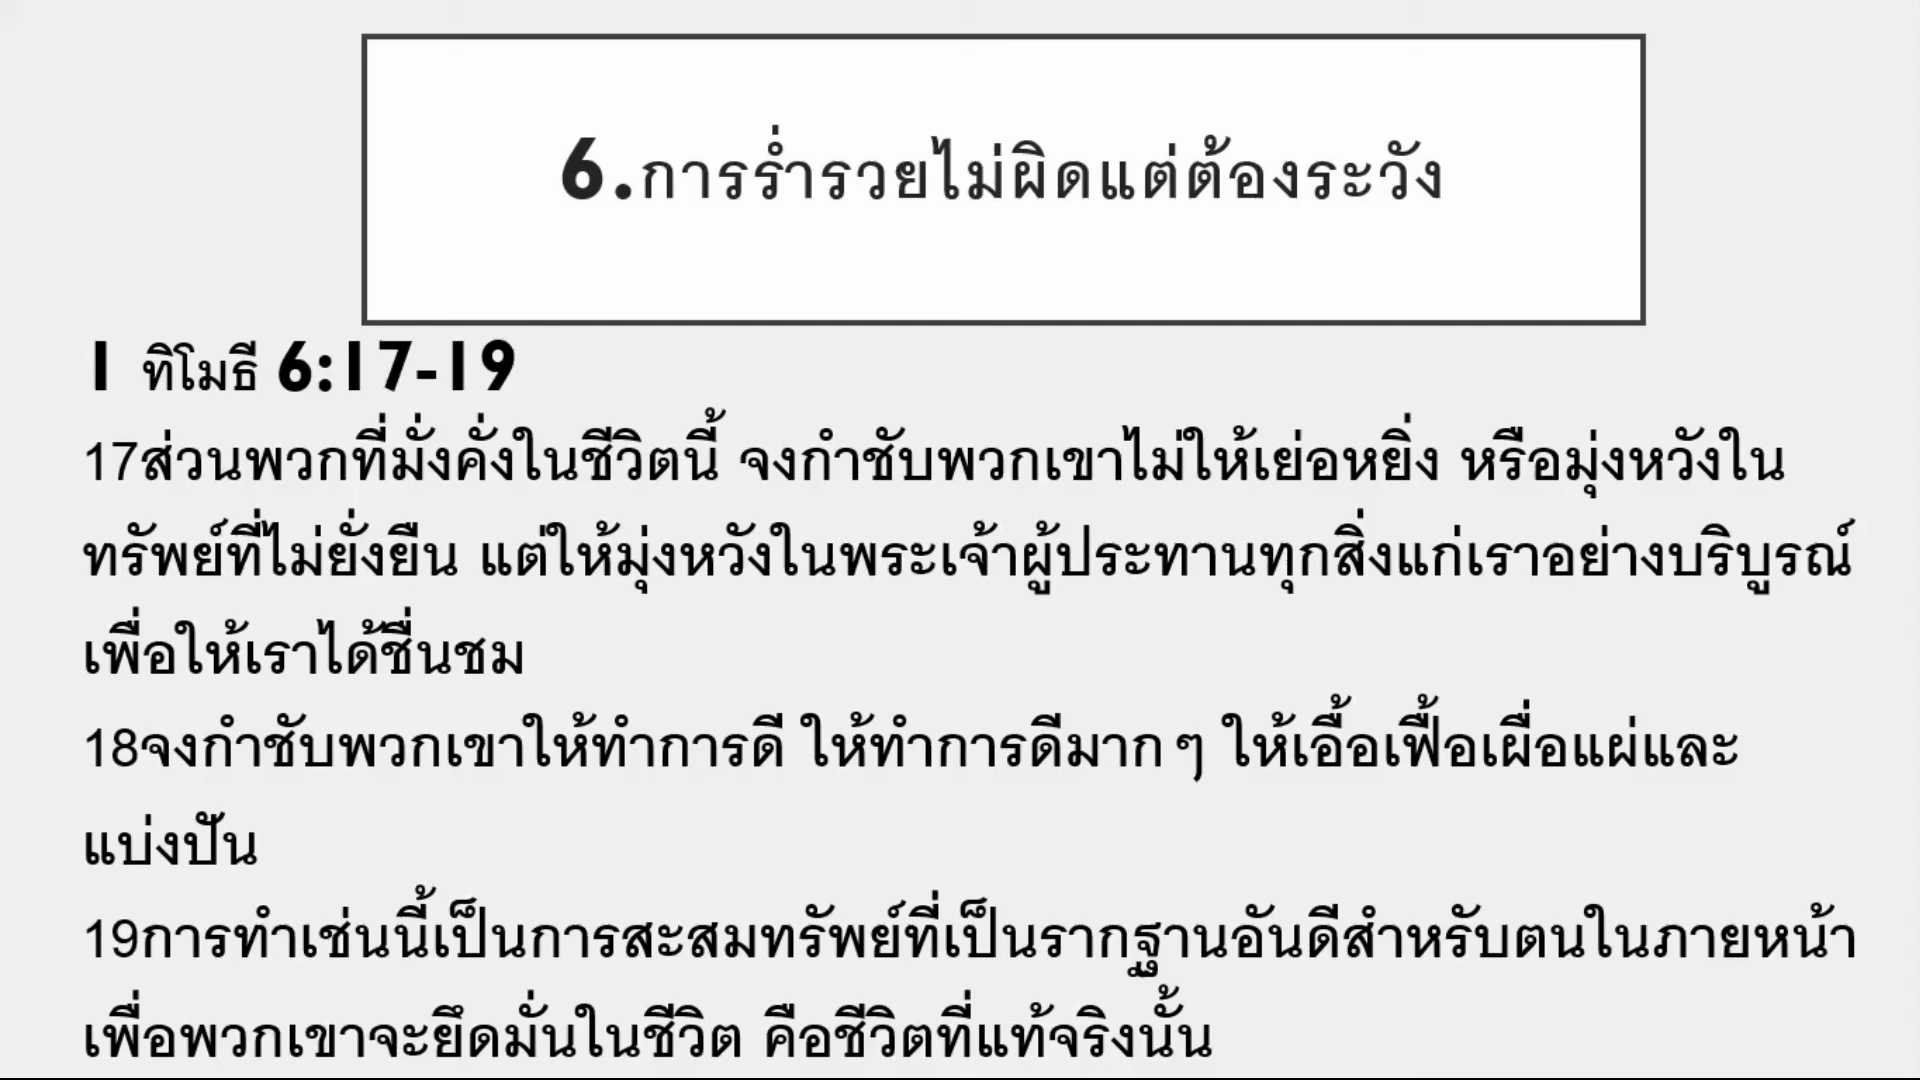 6.การร่ำรวยไม่ผิดแต่ต้องระวัง
1 ทิโมธี 6:17-19
17ส่วนพวกที่มั่งคั่งในชีวิตนี้ จงกำชับพวกเขาไม่ให้เย่อหยิ่ง หรือมุ่งหวังใน
ทรัพย์ที่ไม่ยั่งยืน แต่ให้มุ่งหวังในพระเจ้าผู้ประทานทุกสิ่งแก่เราอย่างบริบูรณ์
เพื่อให้เราได้ชื่นชม
18จงกำชับพวกเขาให้ทำการดี ให้ทำการดีมาก ๆ ให้เอื้อเฟื้อเผื่อแผ่และ
แบ่งปัน
19การทำเช่นนี้เป็นการสะสมทรัพย์ที่เป็นรากฐานอันดีสำหรับตนในภายหน้า
เพื่อพวกเขาจะยึดมั่นในชีวิต คือชีวิตที่แท้จริงนั้น